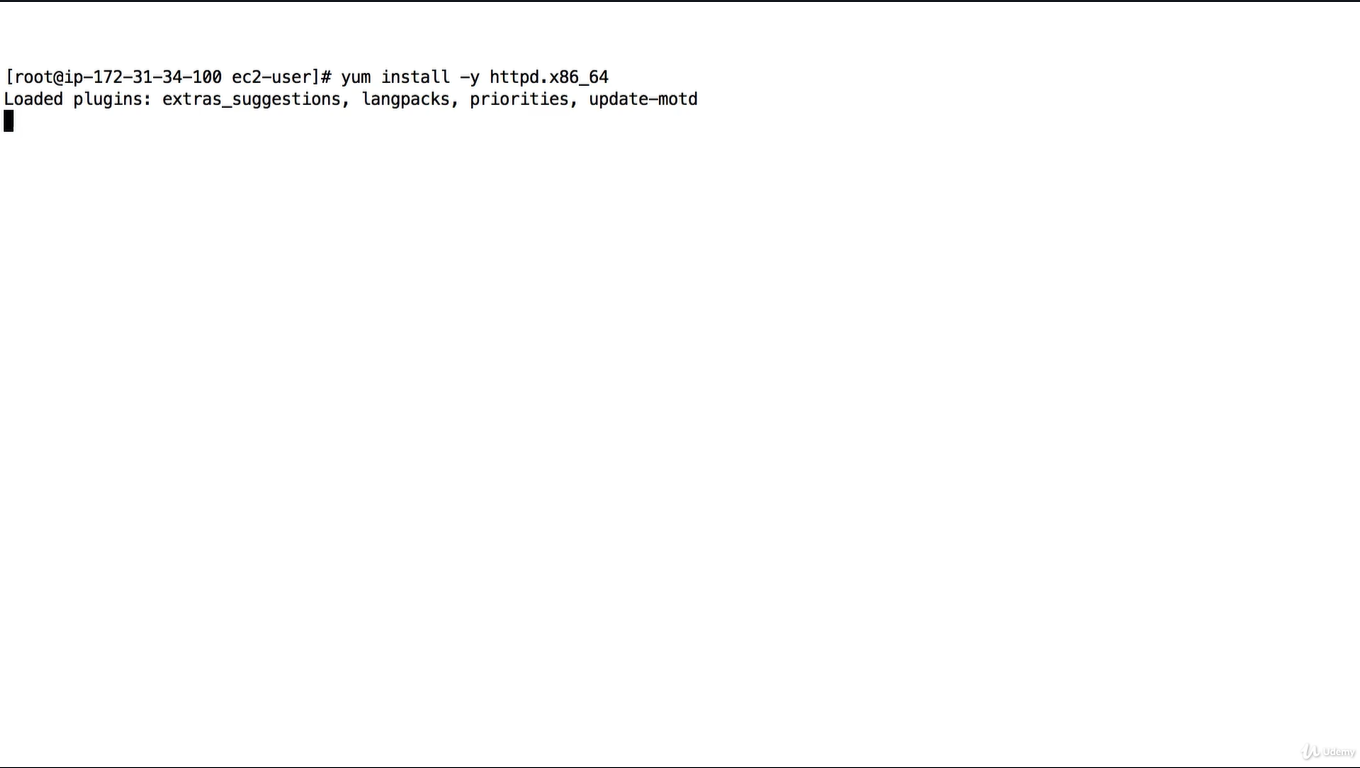 [root@ip-172-31-34-100 ec2-user]# yum install -y httpd.x86_64
Loaded plugins: extras_suggestions, langpacks, priorities, update-motd
Udemy